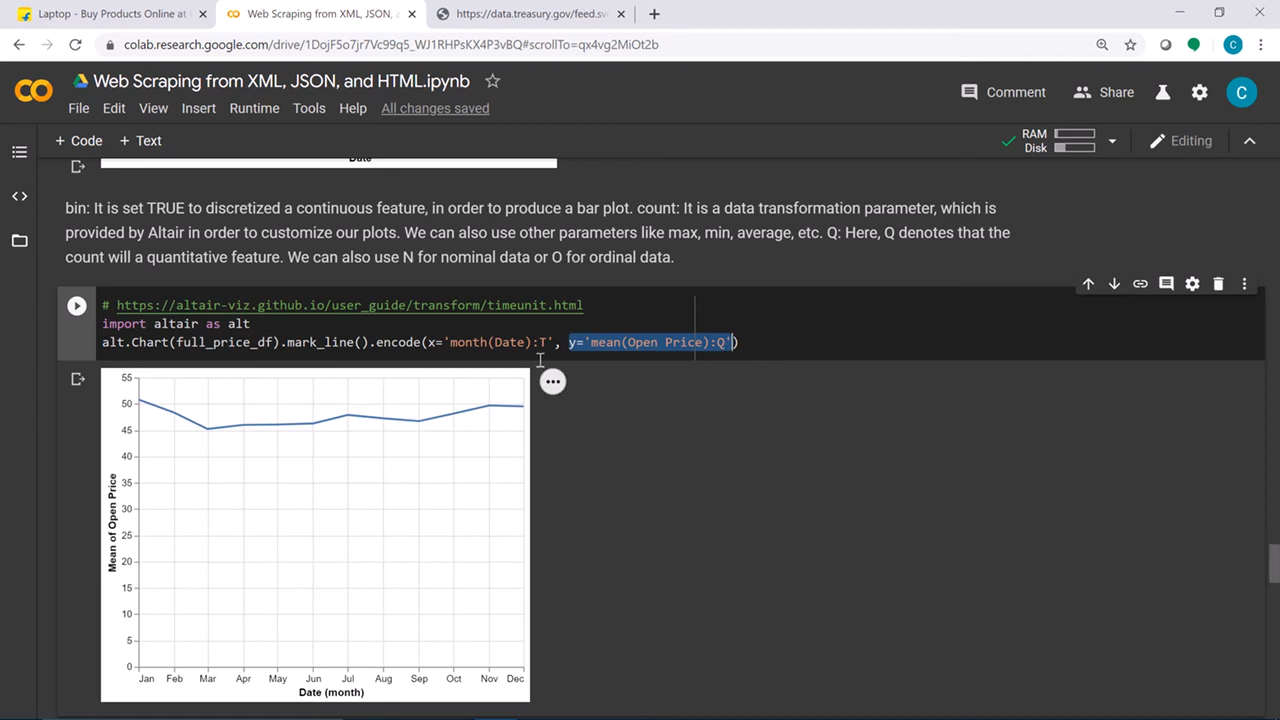 Laptop - Buy Products Online at
Web Scraping from XML, JSON,
https://data.treasury.gov/feed.sv
colab.research.google.com/drive/1DojF5o7jr7Vc99q5_WJ1RHPsKX4P3vBQ#scrollTo=qx4vg2MiOt2b
C
CO
Web Scraping from XML, JSON, and HTML.ipynb
File Edit View Insert Runtime Tools Help All changes saved
Comment
Share
C
+ Code + Text
RAM
Disk
Editing
Date
bin: It is set TRUE to discretized a continuous feature, in order to produce a bar plot. count: It is a data transformation parameter, which is
provided by Altair in order to customize our plots. We can also use other parameters like max, min, average, etc. Q: Here, Q denotes that the
count will a quantitative feature. We can also use N for nominal data or O for ordinal data.
# https://altair-viz.github.io/user_guide/transform/timeunit.html
import altair as alt
alt.Chart(full_price_df).mark_line().encode(x='month(Date):T', y='mean(Open Price):Q')
55
50
45
40
35
30
25
20
15
10
5
0
Mean of Open Price
Jan Feb Mar Apr May Jun Jul Aug Sep Oct Nov Dec
Date (month)